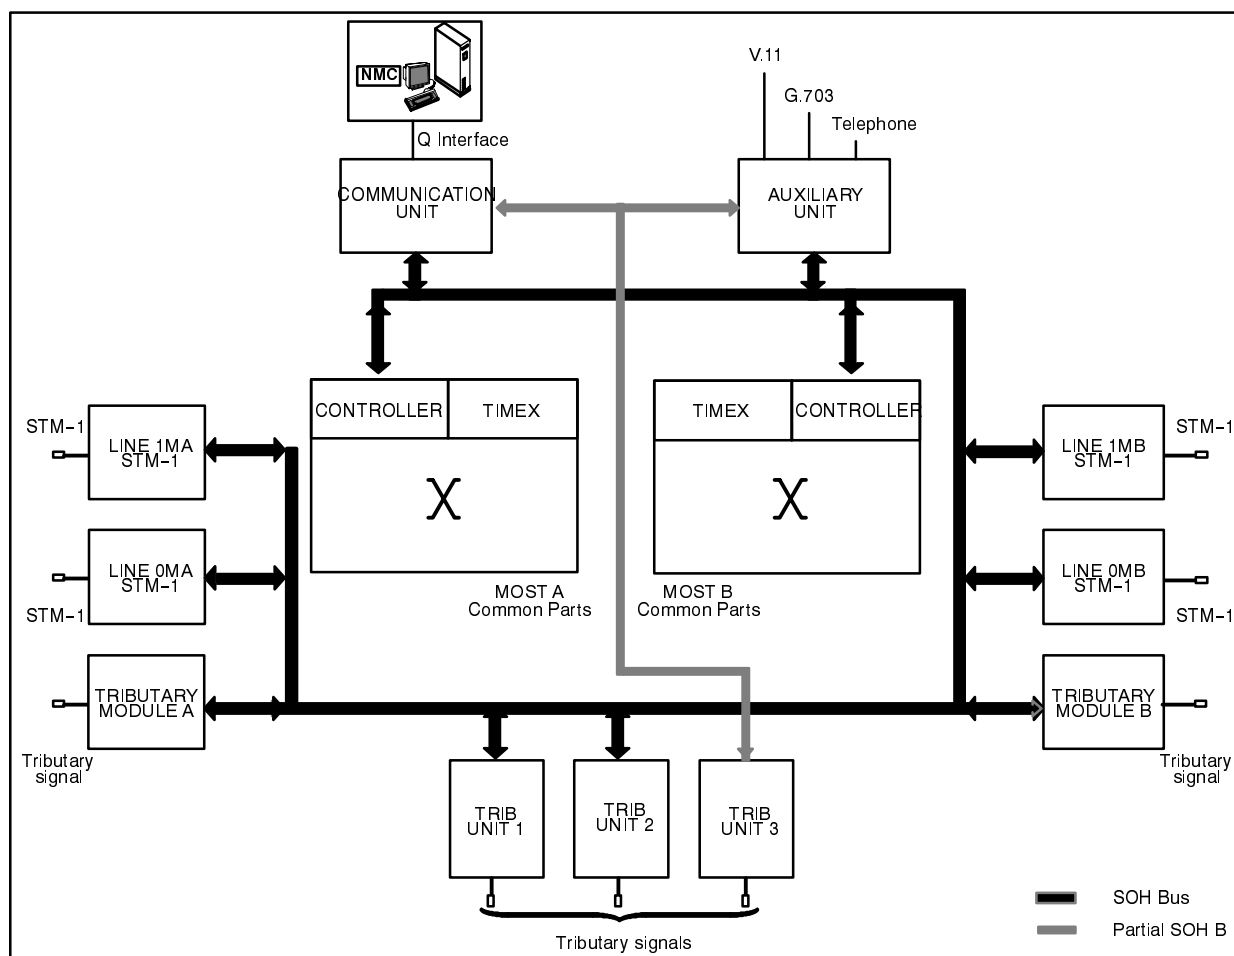 V.11
G.703
NMC
Telephone
Q Interface
COMMUNICATION
UNIT
AUXILIARY
UNIT
CONTROLLER
TIMEX
TIMEX
CONTROLLER
STM-1
LINE 1MA
STM-1
X
X
LINE 1MB
STM-1
STM-1
LINE 0MA
STM-1
LINE 0MB
STM-1
STM-1
MOST A
Common Parts
MOST B
Common Parts
STM-1
TRIBUTARY
MODULE A
TRIBUTARY
MODULE B
Tributary
signal
Tributary
signal
TRIB
UNIT 1
TRIB
UNIT 2
TRIB
UNIT 3
SOH Bus
Partial SOH B
Tributary signals